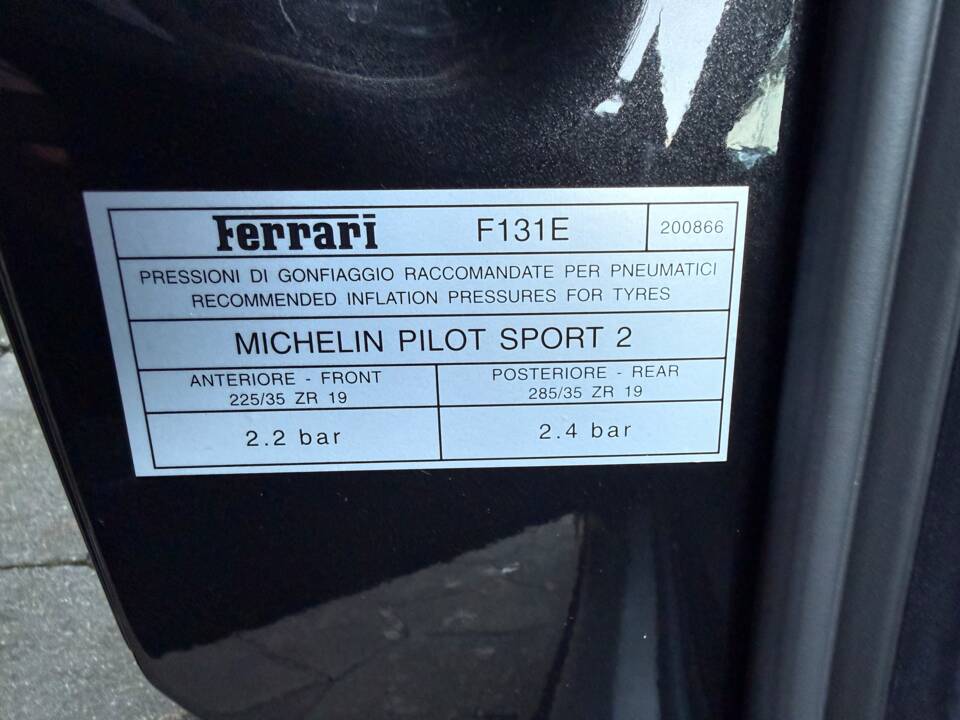 Ferrari F131E 200866
PRESSIONI DI GONFIAGGIO RACCOMANDATE PER PNEUMATICI
RECOMMENDED INFLATION PRESSURES FOR TYRES
MICHELIN PILOT SPORT 2
ANTERIORE - FRONT
225/35 ZR 19
POSTERIORE - REAR
285/35 ZR 19
2.2 bar
2.4 bar